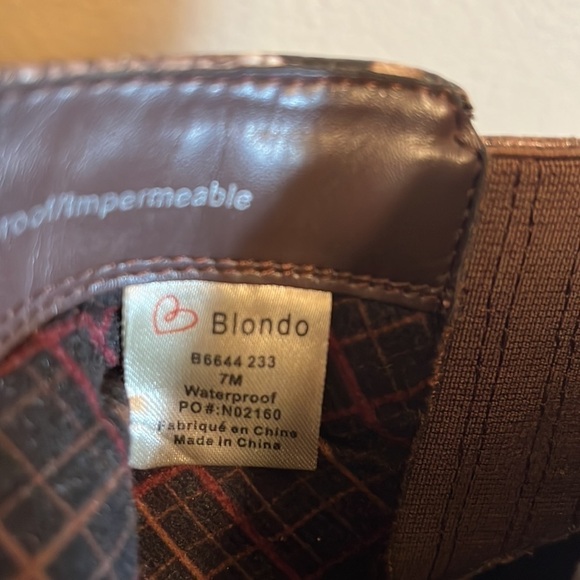 roof/Impermeable
Blondo
B6644 233
7M
Waterproof
PO#:N02160
Fabriqué en Chine
Made in China